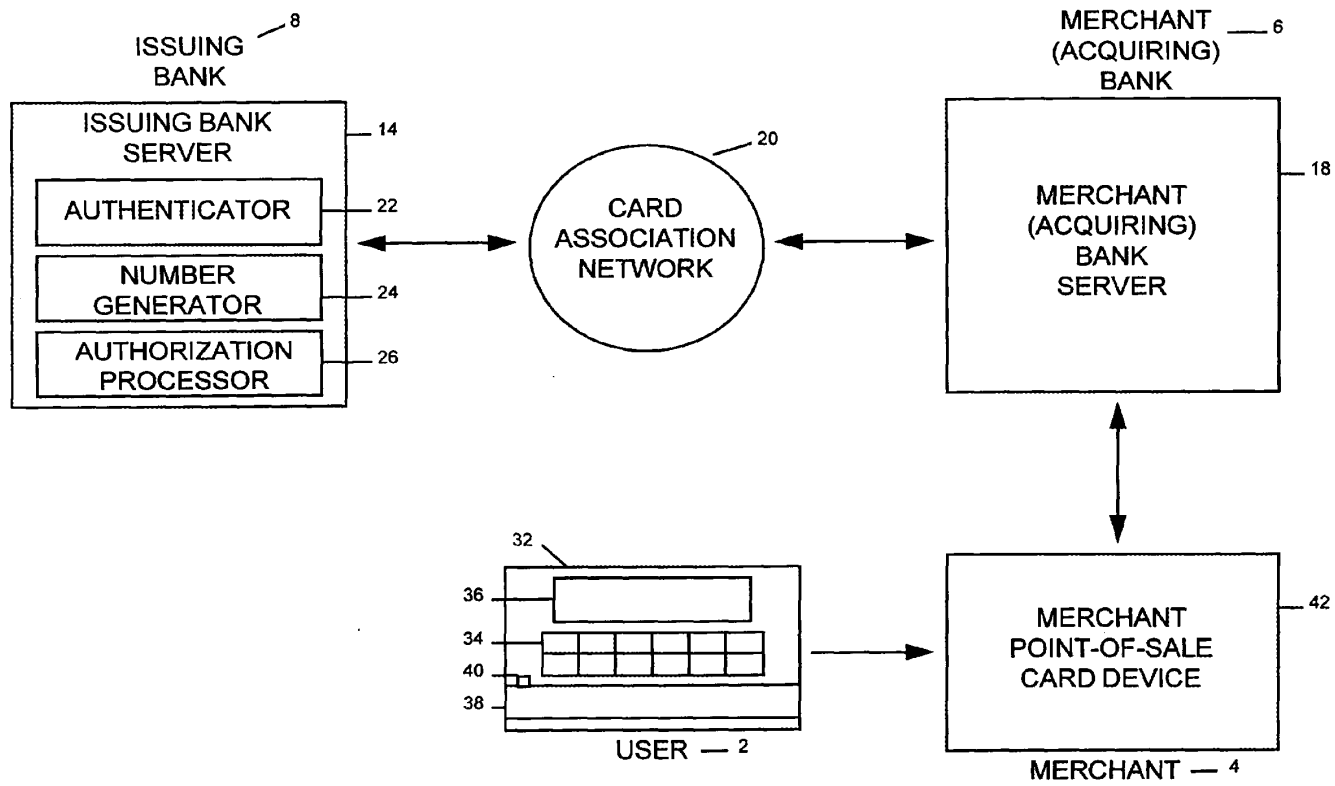 ISSUING
BANK
8
ISSUING BANK
SERVER
14
AUTHENTICATOR
22
NUMBER
GENERATOR
24
AUTHORIZATION
PROCESSOR
26
CARD
ASSOCIATION
NETWORK
20
MERCHANT
(ACQUIRING)
BANK
6
MERCHANT
(ACQUIRING)
BANK
SERVER
18
32
36
34
40
38
USER — 2
MERCHANT
POINT-OF-SALE
CARD DEVICE
42
MERCHANT — 4